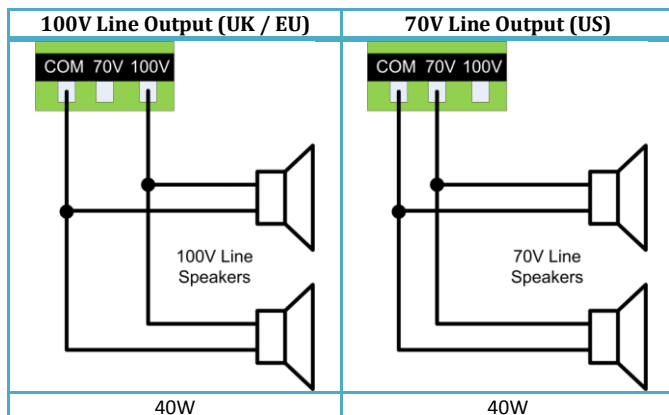 100V Line Output (UK / EU)
70V Line Output (US)
COM 70V 100V
COM 70V 100V
100V Line
Speakers
70V Line
Speakers
40W
40W